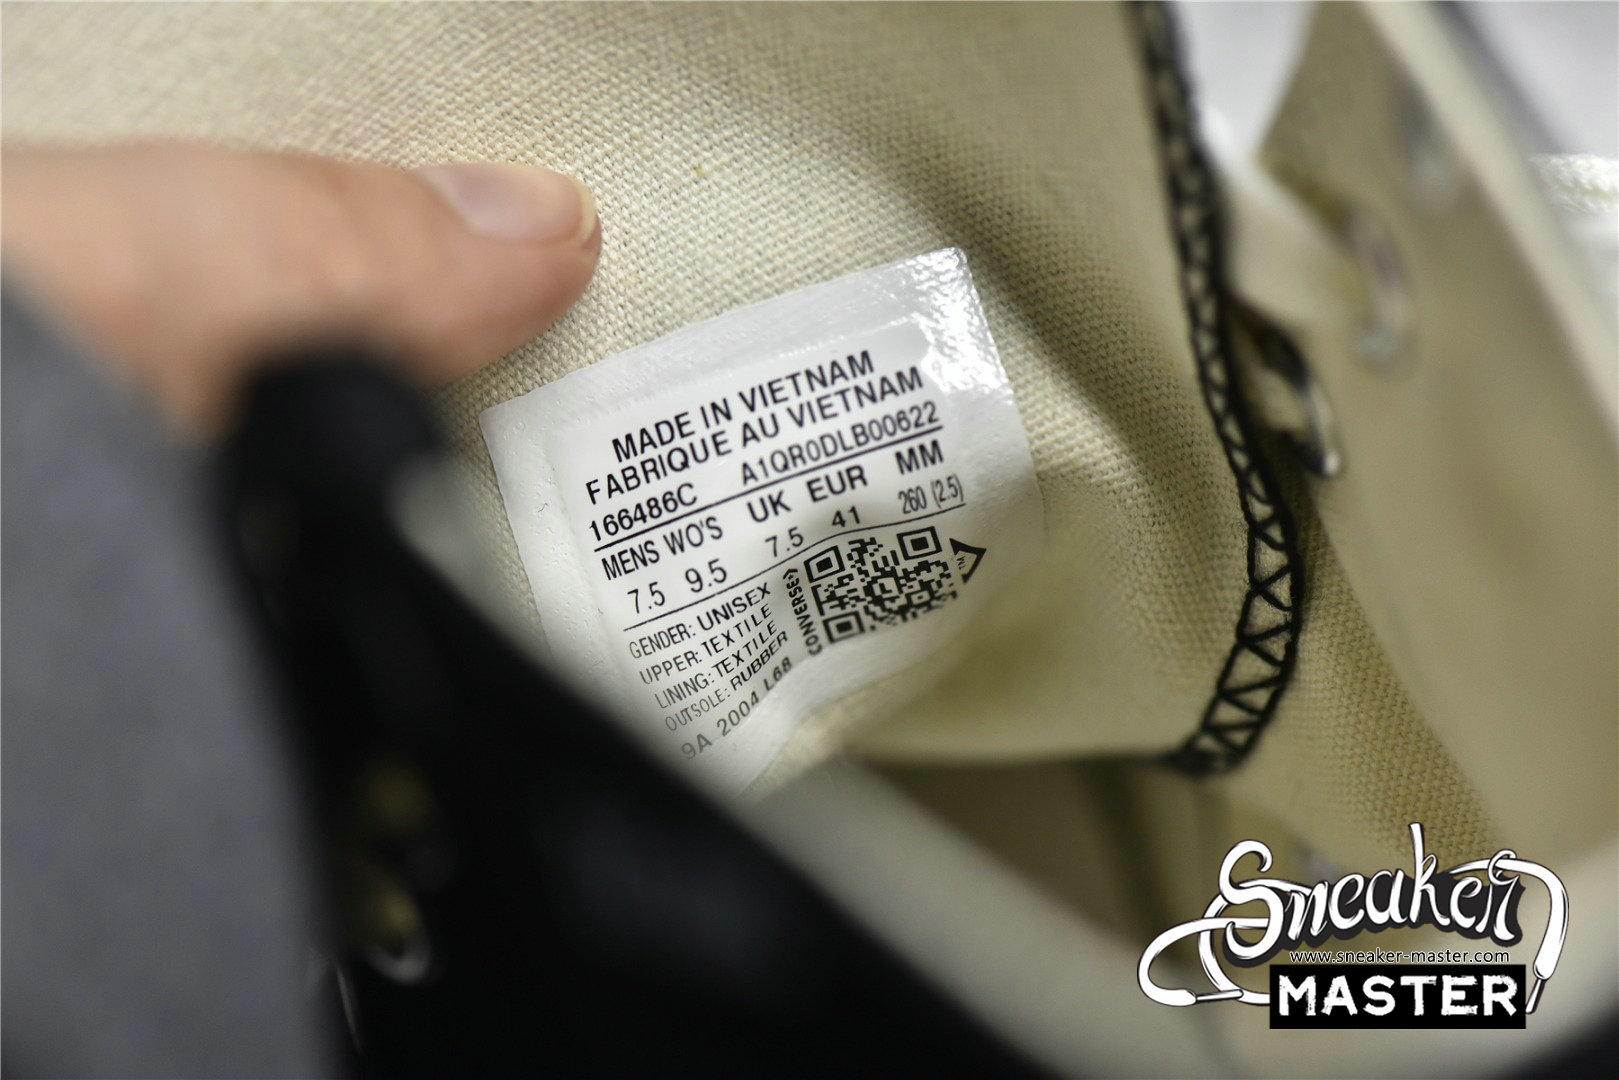 MADE IN VIETNAM
FABRIQUE AU VIETNAM
166486C A1QR0DLB00622
MENS WO'S UK EUR MM
7.5 9.5 7.5 41 260 (2.5)
GENDER: UNISEX
UPPER: TEXTILE
LINING: TEXTILE
OUTSOLE: RUBBER
9A 2004 L68
CONVERSE
TM
Sneaker
www.sneaker-master.com
MASTER